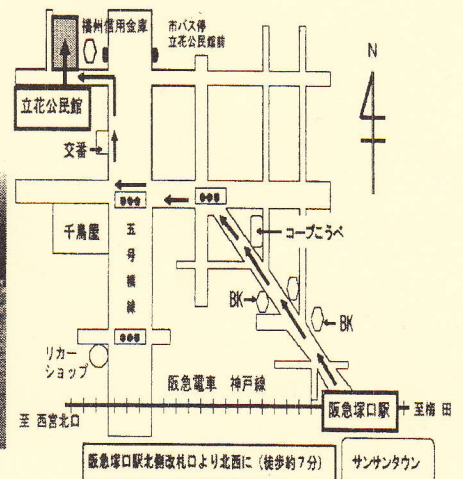 播州信用金庫
市バス停
立花公民館前
N
立花公民館
交番
千鳥屋
五号橋線
コープこうべ
BK
BK
リカー
ショップ
阪急電車 神戸線
至 西宮北口
阪急塚口駅
至梅田
阪急塚口駅北側改札口より北西に(徒歩約7分)
サンサンタウン